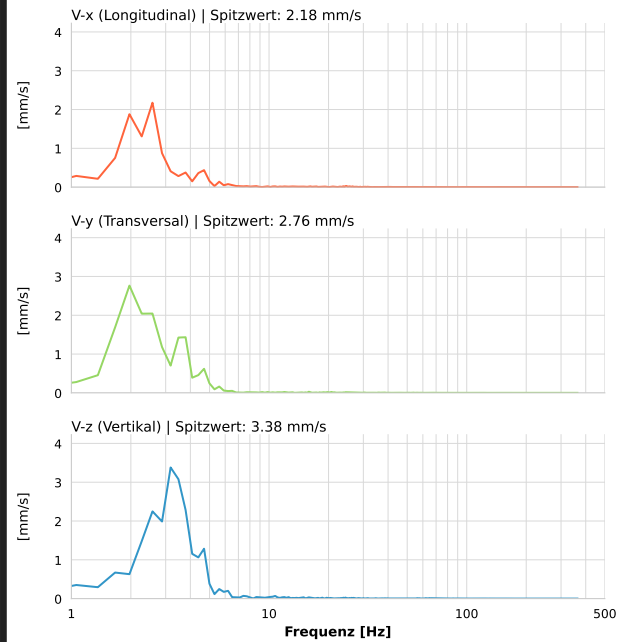 V-x (Longitudinal) | Spitzwert: 2.18 mm/s
4
3
2
1
0
[mm/s]
V-y (Transversal) | Spitzwert: 2.76 mm/s
4
3
2
1
0
[mm/s]
V-z (Vertikal) | Spitzwert: 3.38 mm/s
4
3
2
1
0
[mm/s]
1 10 100 500
Frequenz [Hz]